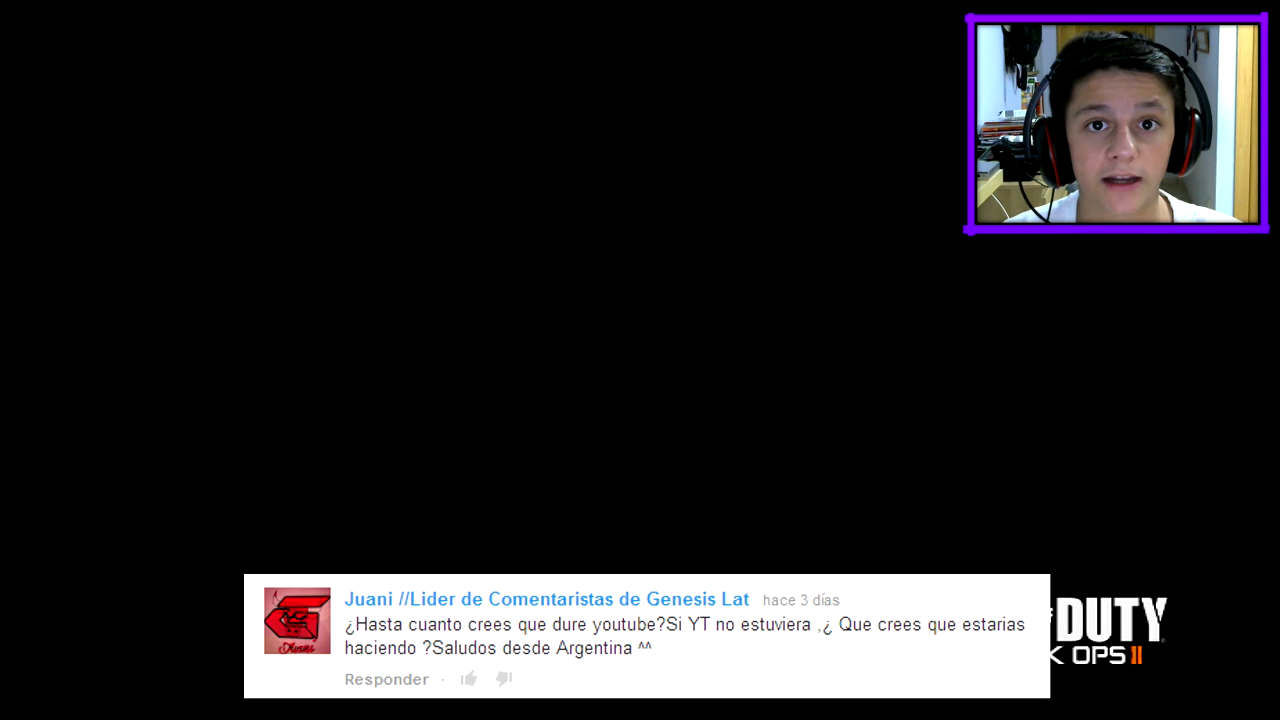 Juani //Lider de Comentaristas de Genesis Lat hace 3 días
¿Hasta cuanto crees que dure youtube?Si YT no estuviera ,¿ Que crees que estarias
haciendo ?Saludos desde Argentina ^^
Responder ·
DUTY
K OPS II